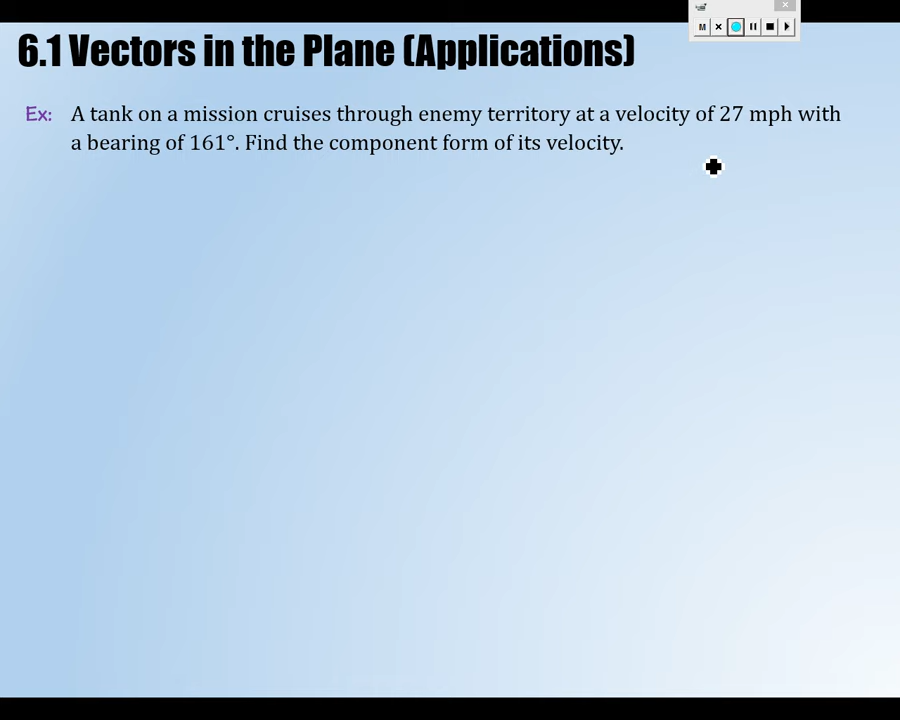 M
6.1 Vectors in the Plane (Applications)
Ex: A tank on a mission cruises through enemy territory at a velocity of 27 mph with
a bearing of 161°. Find the component form of its velocity.